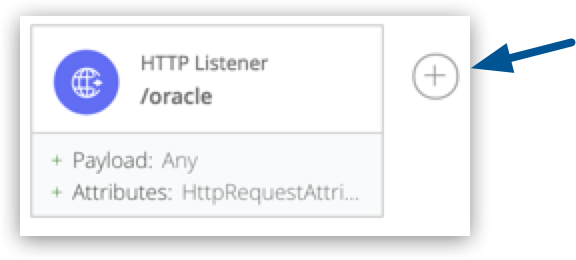 HTTP Listener
/oracle
+ Payload: Any
+ Attributes: HttpRequestAttri...